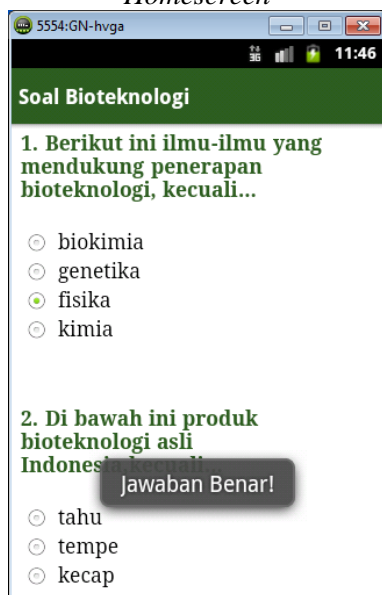 Homescreen
5554:GN-hvga
3G 11:46
Soal Bioteknologi
1. Berikut ini ilmu-ilmu yang
mendukung penerapan
bioteknologi, kecuali...
biokimia
genetika
fisika
kimia
2. Di bawah ini produk
bioteknologi asli
Indonesia,kecuali...
Jawaban Benar!
tahu
tempe
kecap